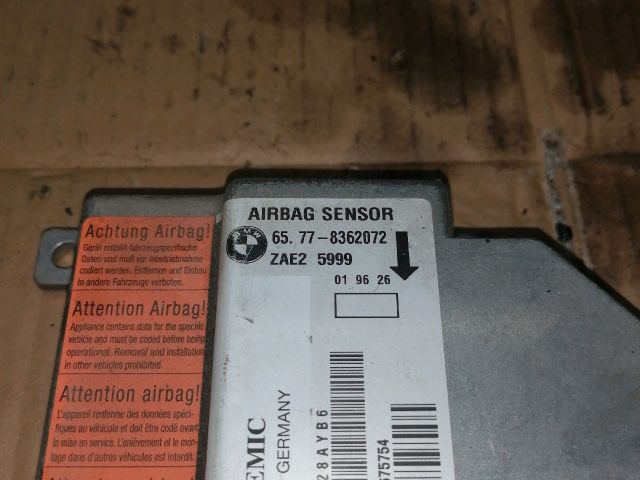 Achtung Airbag!
Gerät enthält fahrzeugspezifische
Daten und muß vor Inbetriebnahme
codiert werden. Entfernen und Einbau
in andere Fahrzeuge verboten.
Attention Airbag!
Appliance contains data for the specific
vehicle and must be coded before being
operational. Removal and installation
in other vehicles prohibited.
Attention airbag!
L'appareil renferme des données spéci-
fiques au véhicule et doit être codé avant
la mise en service. L'enlèvement et le mon-
tage dans d'autres véhicules est interdit.
AIRBAG SENSOR
BMW
65. 77-8362072
ZAE2 5999
01 96 26
EMIC
GERMANY
28AYB6
575754